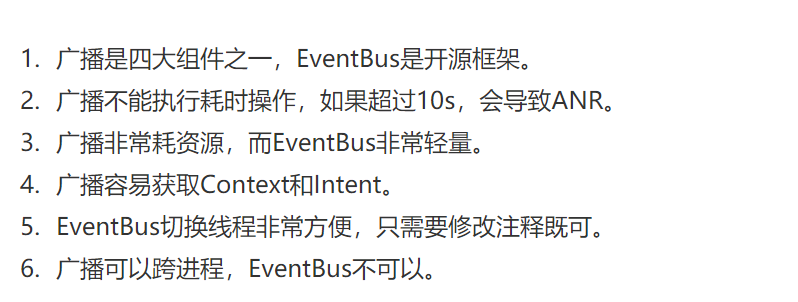 1. 广播是四大组件之一，EventBus是开源框架。
2. 广播不能执行耗时操作，如果超过10s，会导致ANR。
3. 广播非常耗资源，而EventBus非常轻量。
4. 广播容易获取Context和Intent。
5. EventBus切换线程非常方便，只需要修改注释既可。
6. 广播可以跨进程，EventBus不可以。